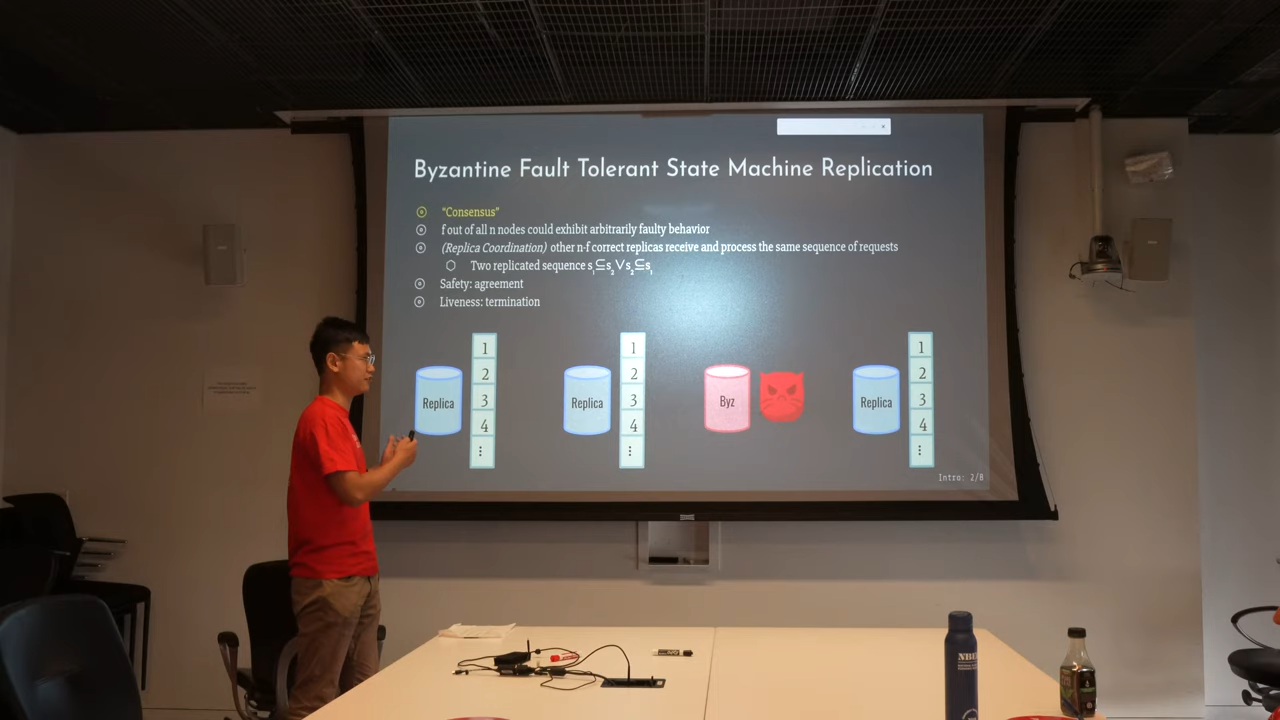 Byzantine Fault Tolerant State Machine Replication
"Consensus"
f out of all n nodes could exhibit arbitrarily faulty behavior
(Replica Coordination) other n-f correct replicas receive and process the same sequence of requests
Two replicated sequence s₁⊆s₂∨s₂⊆s₁
Safety: agreement
Liveness: termination
1
2
3
4
⋮
Replica
1
2
3
4
⋮
Replica
Byz
1
2
3
4
⋮
Replica
Intro: 2/8